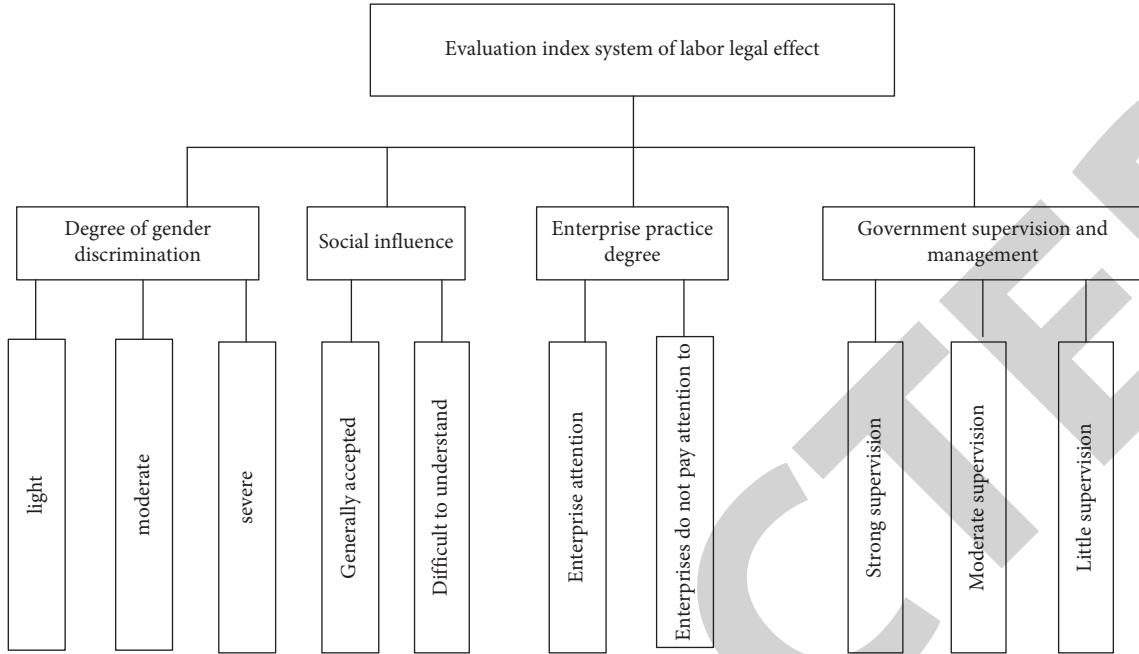 Evaluation index system of labor legal effect
Degree of gender
discrimination
Social influence
Enterprise practice
degree
Government supervision and
management
light
moderate
severe
Generally accepted
Difficult to understand
Enterprise attention
Enterprises do not pay attention to
Strong supervision
Moderate supervision
Little supervision
CTE